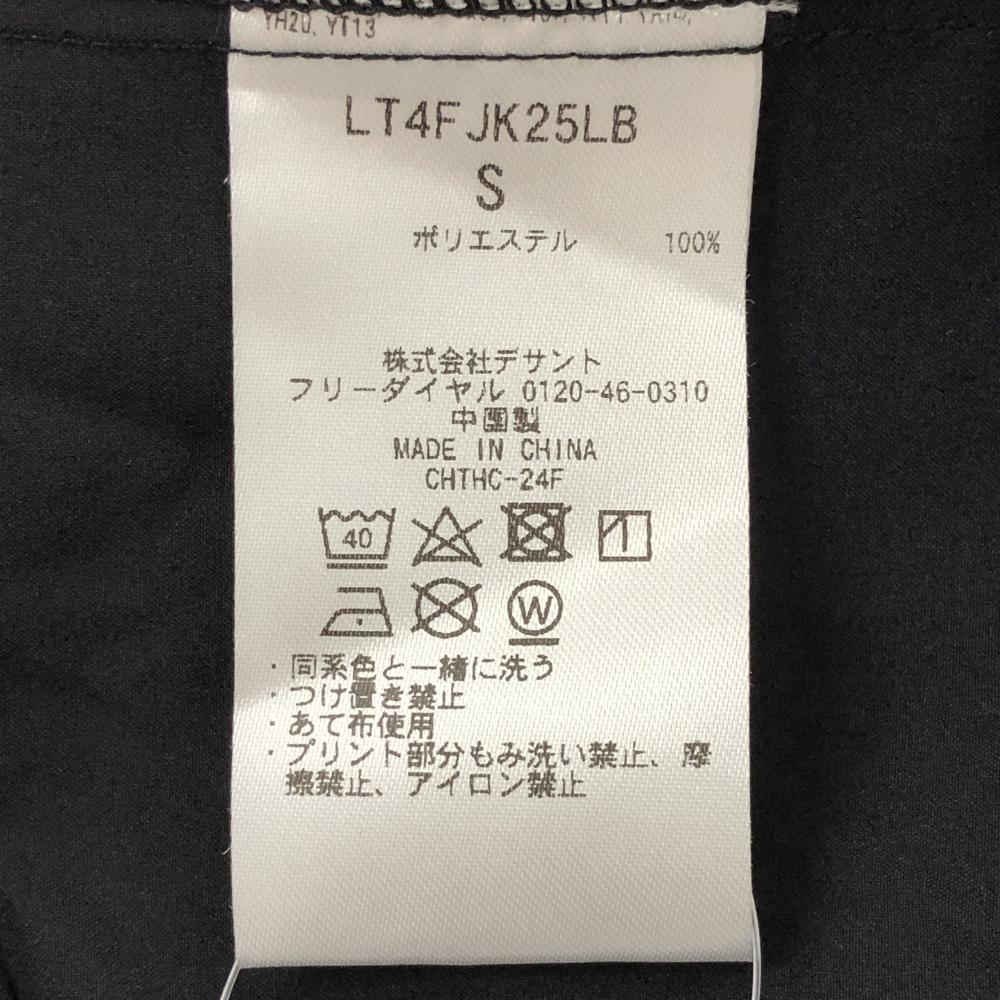 YH20、YT13
LT4FJK25LB
S
ポリエステル 100%
株式会社デサント
フリーダイヤル 0120-46-0310
中国製
MADE IN CHINA
CHTHC-24F
40
W
・同系色と一緒に洗う
・つけ置き禁止
・あて布使用
・プリント部分もみ洗い禁止、摩
擦禁止、アイロン禁止